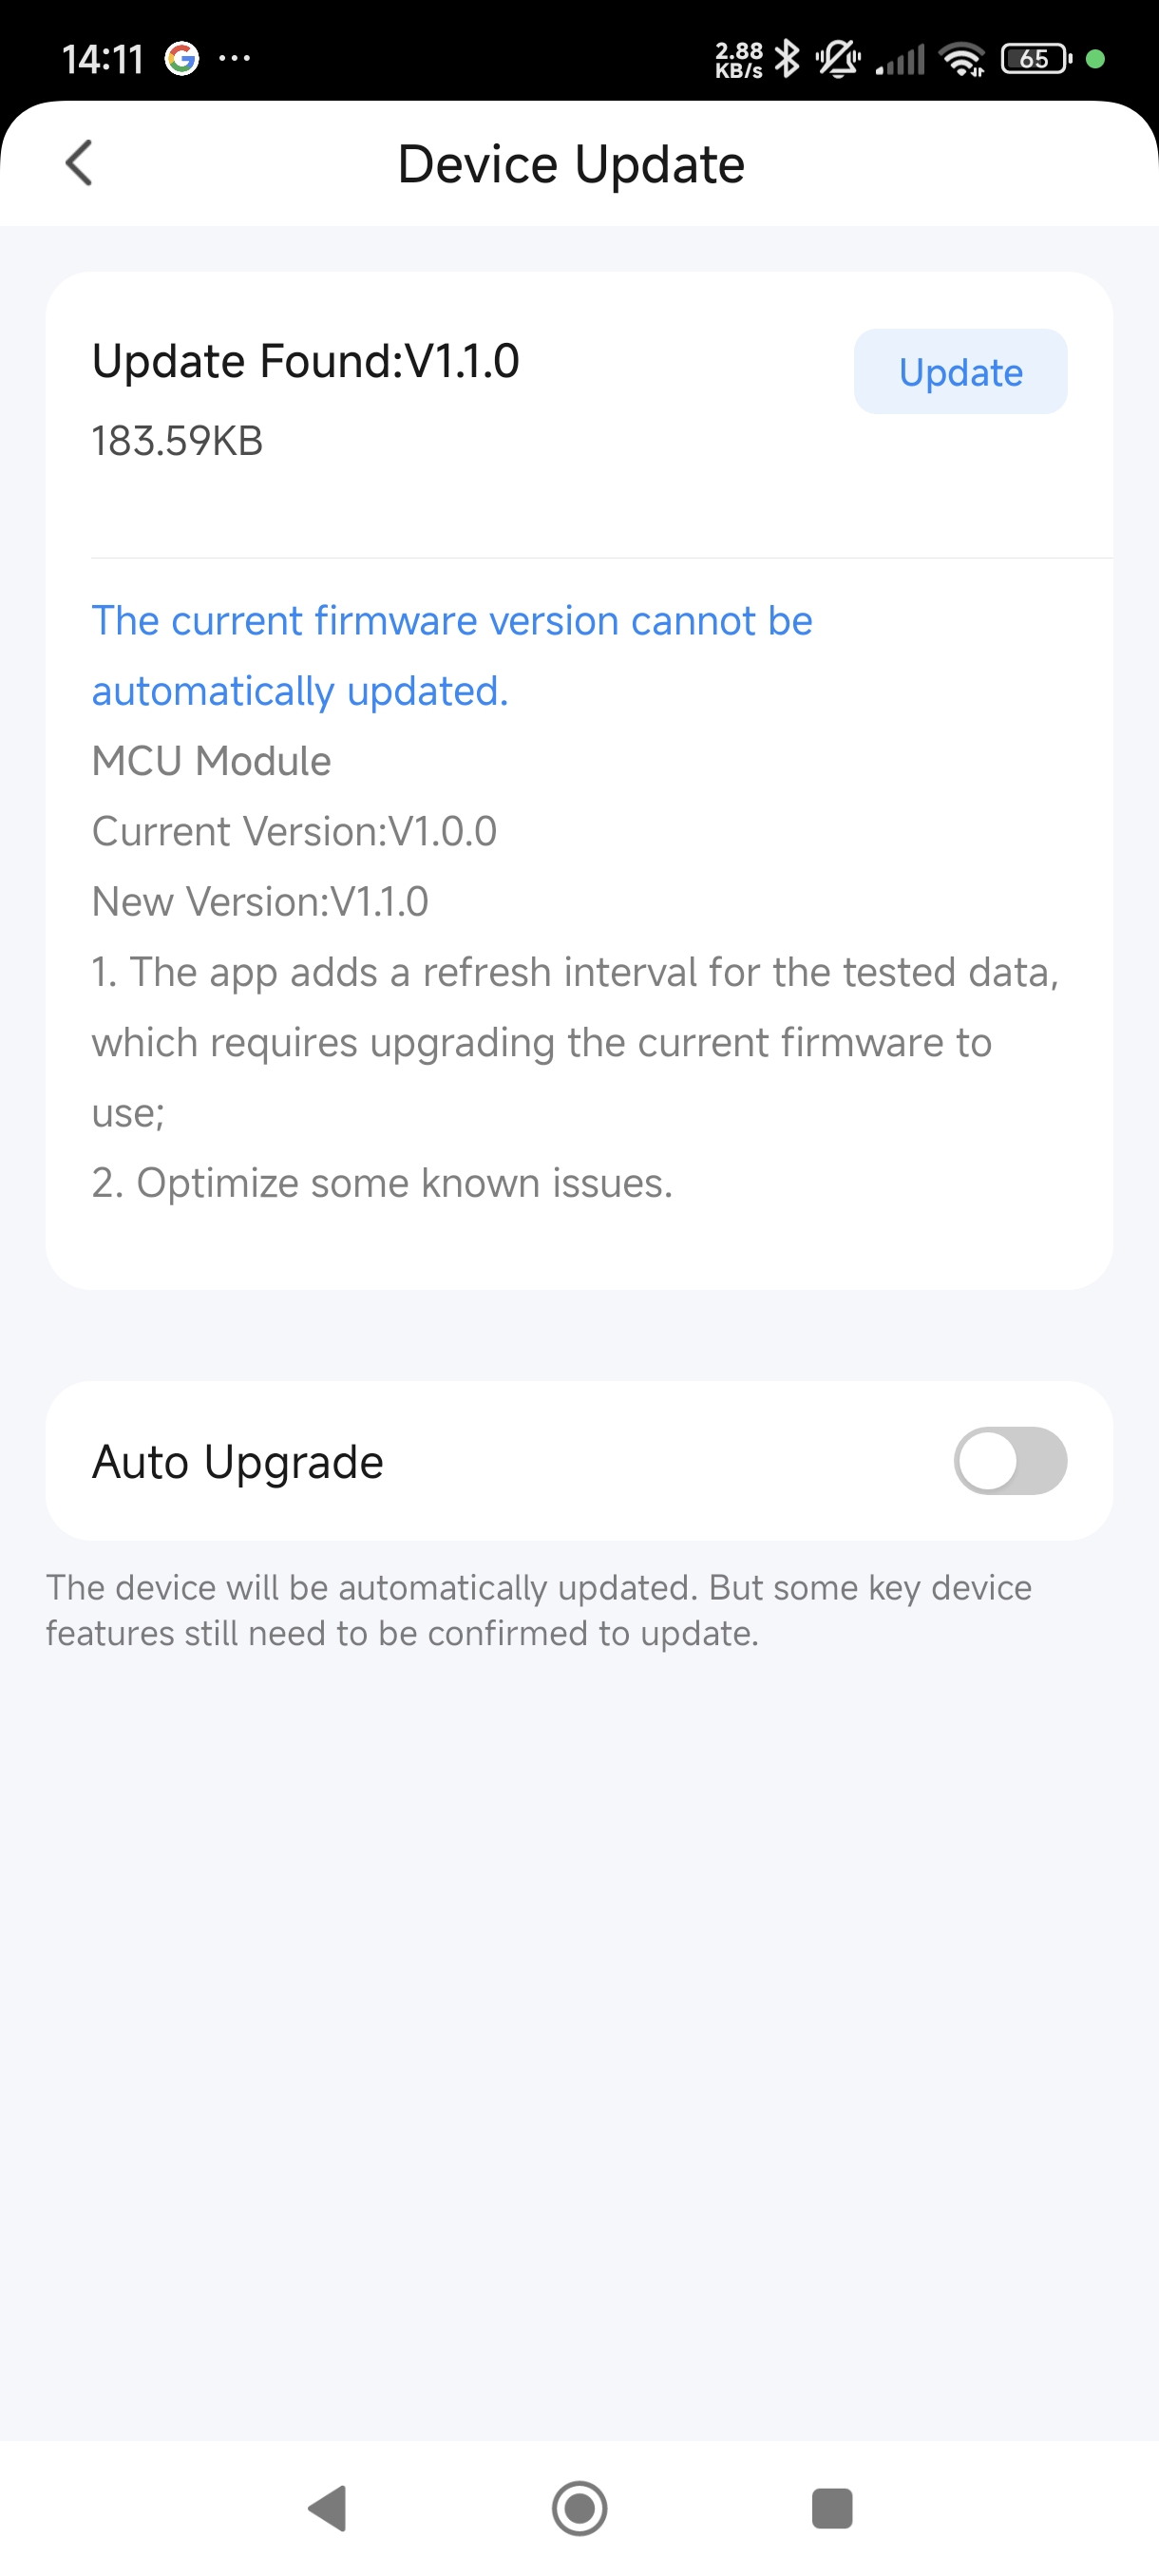 14:11
2.88
KB/s
65
Device Update
Update Found:V1.1.0
Update
183.59KB
The current firmware version cannot be
automatically updated.
MCU Module
Current Version:V1.0.0
New Version:V1.1.0
1. The app adds a refresh interval for the tested data,
which requires upgrading the current firmware to
use;
2. Optimize some known issues.
Auto Upgrade
The device will be automatically updated. But some key device
features still need to be confirmed to update.